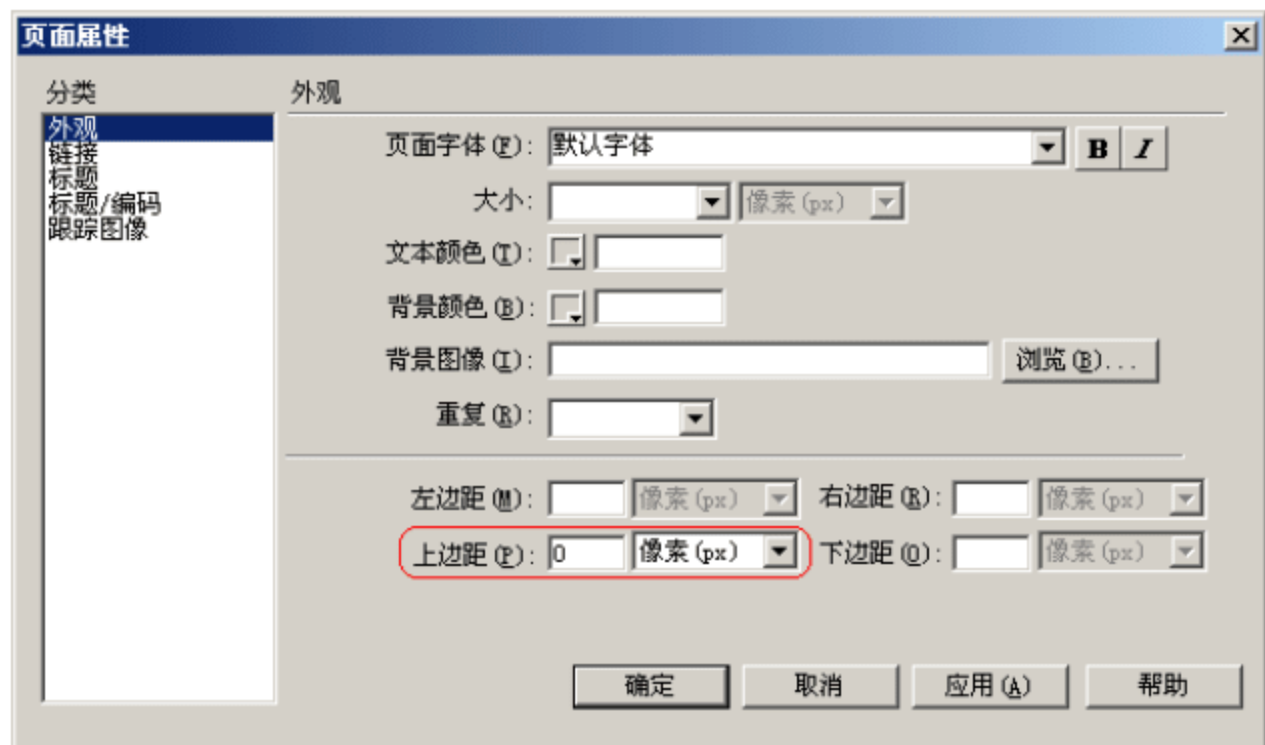 页面属性
分类
外观
链接
标题
标题/编码
跟踪图像
外观
页面字体(F): 默认字体 B I
大小: 像素(px)
文本颜色(T):
背景颜色(B):
背景图像(I): 浏览(B)...
重复(R):
左边距(M): 像素(px) 右边距(R): 像素(px)
上边距(P): 0 像素(px) 下边距(O): 像素(px)
确定 取消 应用(A) 帮助